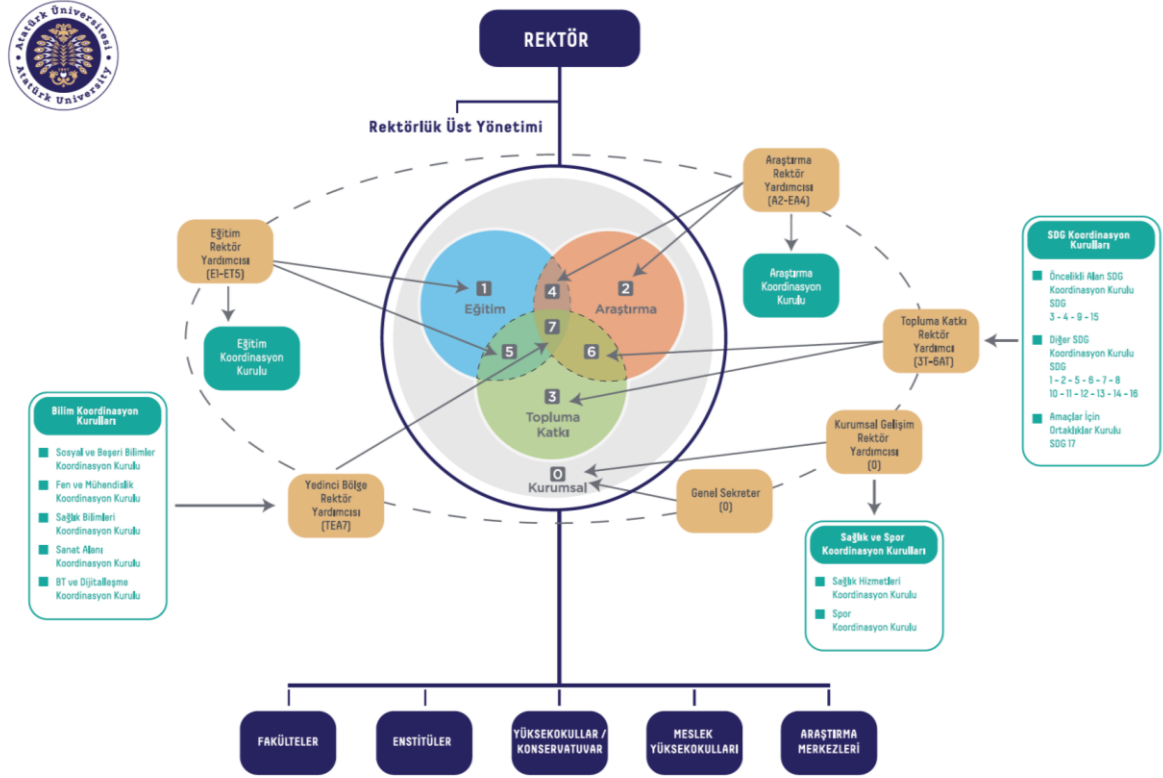 Atatürk Üniversitesi
Atatürk University
1957
REKTÖR
Rektörlük Üst Yönetimi
Araştırma
Rektör
Yardımcısı
(A2-EA4)
Eğitim
Rektör
Yardımcısı
(E1-ET5)
Araştırma
Koordinasyon
Kurulu
SDG Koordinasyon
Kurulları
Öncelikli Alan SDG
Koordinasyon Kurulu
SDG
3 - 4 - 9 - 15
Diğer SDG
Koordinasyon Kurulu
SDG
1 - 2 - 5 - 6 - 7 - 8
10 - 11 - 12 - 13 - 14 - 16
Amaçlar İçin
Ortaklıklar Kurulu
SDG 17
1
Eğitim
4
2
Araştırma
7
5
6
3
Topluma
Katkı
0
Kurumsal
Topluma Katkı
Rektör
Yardımcı
(3T-6AT)
Eğitim
Koordinasyon
Kurulu
Bilim Koordinasyon
Kurulları
Sosyal ve Beşeri Bilimler
Koordinasyon Kurulu
Fen ve Mühendislik
Koordinasyon Kurulu
Sağlık Bilimleri
Koordinasyon Kurulu
Sanat Alanı
Koordinasyon Kurulu
BT ve Dijitalleşme
Koordinasyon Kurulu
Yedinci Bölge
Rektör
Yardımcısı
(TEA7)
Kurumsal Gelişim
Rektör
Yardımcısı
(0)
Genel Sekreter
(0)
Sağlık ve Spor
Koordinasyon Kurulları
Sağlık Hizmetleri
Koordinasyon Kurulu
Spor
Koordinasyon Kurulu
FAKÜLTELER
ENSTİTÜLER
YÜKSEKOKULLAR /
KONSERVATUVAR
MESLEK
YÜKSEKOKULLARI
ARAŞTIRMA
MERKEZLERİ